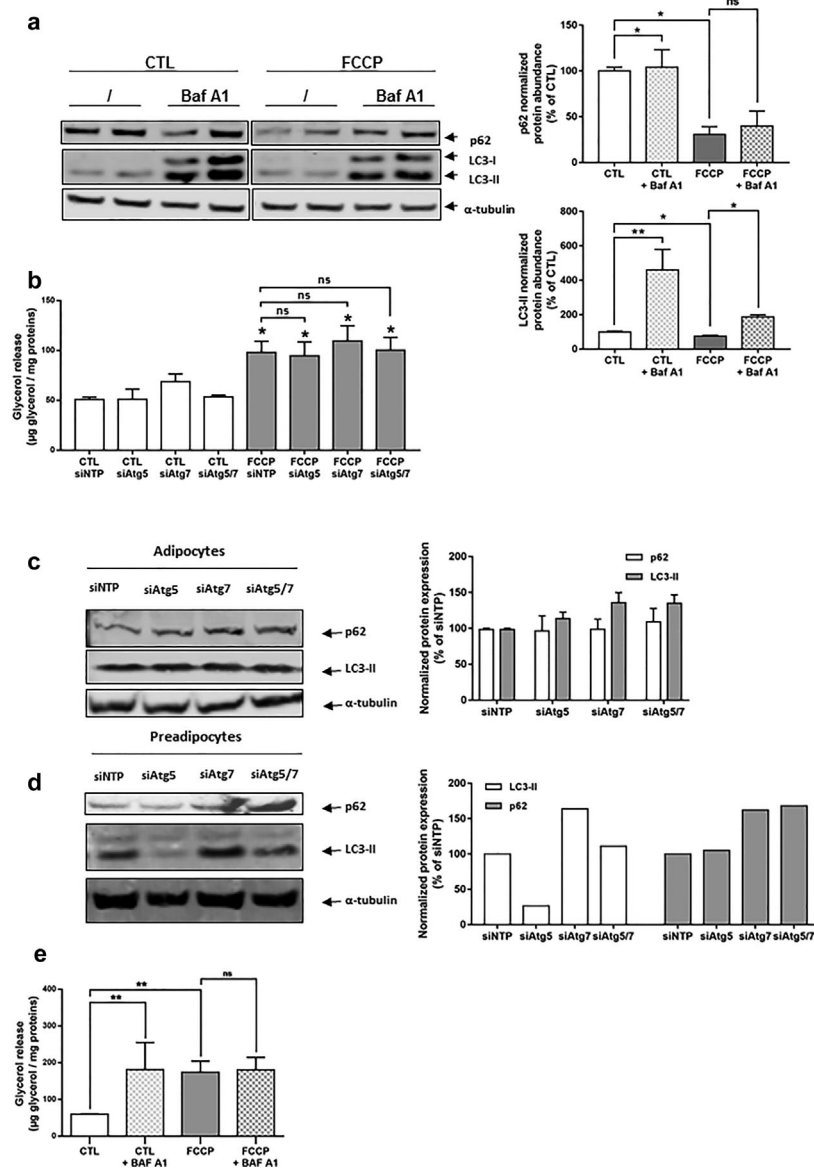 a
CTL
FCCP
/
Baf A1
/
Baf A1
p62
LC3-I
LC3-II
α-tubulin
p62 normalized
protein abundance
(% of CTL)
150
100
50
0
*
*
ns
CTL
CTL
+ Baf A1
FCCP
FCCP
+ Baf A1
LC3-II normalized
protein abundance
(% of CTL)
800
600
400
200
0
**
*
*
CTL
CTL
+ Baf A1
FCCP
FCCP
+ Baf A1
b
Glycerol release
(µg glycerol / mg proteins)
150
100
50
0
ns
ns
ns
*
*
*
*
CTL
siNTP
CTL
siAtg5
CTL
siAtg7
CTL
siAtg5/7
FCCP
siNTP
FCCP
siAtg5
FCCP
siAtg7
FCCP
siAtg5/7
c
Adipocytes
siNTP siAtg5 siAtg7 siAtg5/7
p62
LC3-II
α-tubulin
Normalized protein expression
(% of siNTP)
200
150
100
50
0
p62
LC3-II
siNTP siAtg5 siAtg7 siAtg5/7
Preadipocytes
d
siNTP siAtg5 siAtg7 siAtg5/7
p62
LC3-II
α-tubulin
Normalized protein expression
(% of siNTP)
200
150
100
50
0
LC3-II
p62
siNTP siAtg5 siAtg7 siAtg5/7 siNTP siAtg5 siAtg7 siAtg5/7
e
Glycerol release
(µg glycerol / mg proteins)
400
300
200
100
0
**
**
ns
CTL
CTL
+ BAF A1
FCCP
FCCP
+ BAF A1